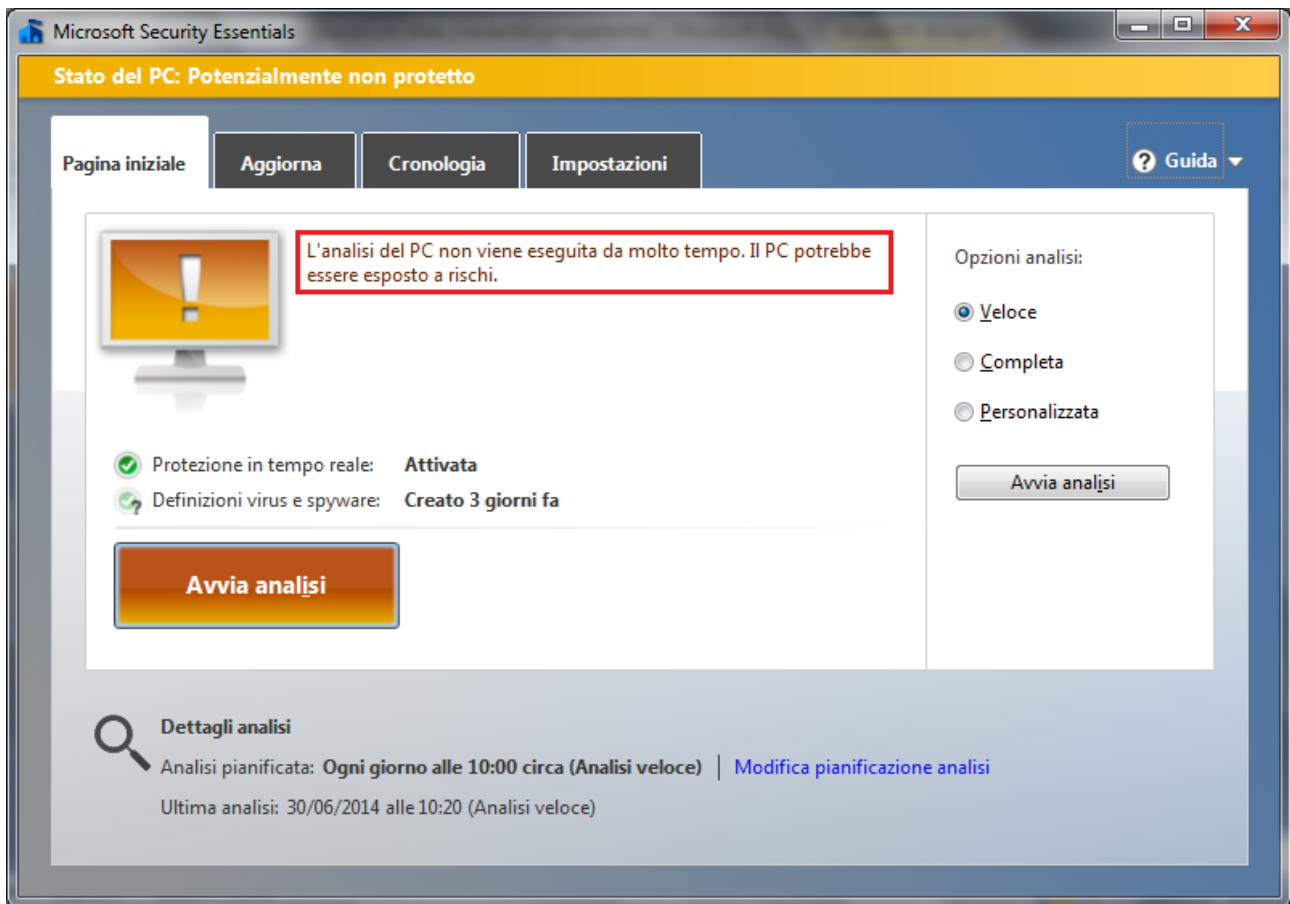 Microsoft Security Essentials
Stato del PC: Potenzialmente non protetto
Pagina iniziale
Aggiorna
Cronologia
Impostazioni
Guida
L'analisi del PC non viene eseguita da molto tempo. Il PC potrebbe
essere esposto a rischi.
Protezione in tempo reale: Attivata
Definizioni virus e spyware: Creato 3 giorni fa
Avvia analisi
Opzioni analisi:
Veloce
Completa
Personalizzata
Avvia analisi
Dettagli analisi
Analisi pianificata: Ogni giorno alle 10:00 circa (Analisi veloce) | Modifica pianificazione analisi
Ultima analisi: 30/06/2014 alle 10:20 (Analisi veloce)